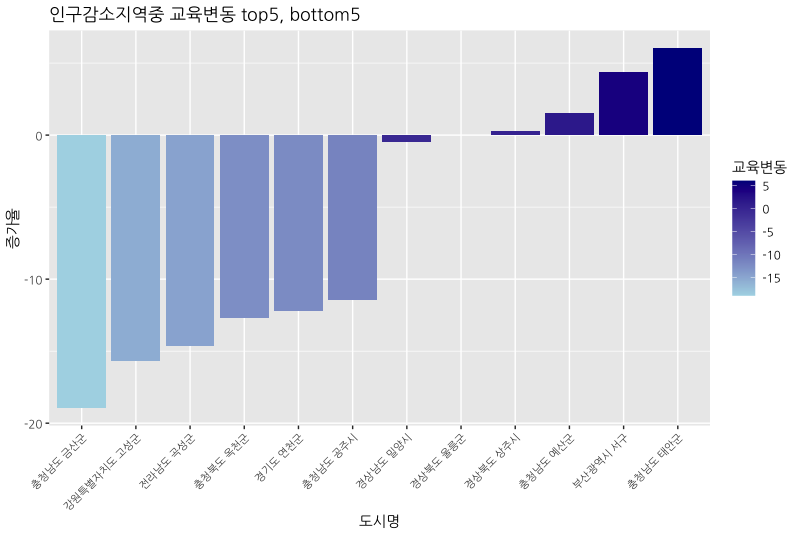 인구감소지역중 교육변동 top5, bottom5
증가율
0
-10
-20
충청남도 금산군
강원특별자치도 고성군
전라남도 곡성군
충청북도 옥천군
경기도 연천군
충청남도 공주시
경상남도 밀양시
경상북도 울릉군
경상북도 상주시
충청남도 예산군
부산광역시 서구
충청남도 태안군
도시명
교육변동
5
0
-5
-10
-15